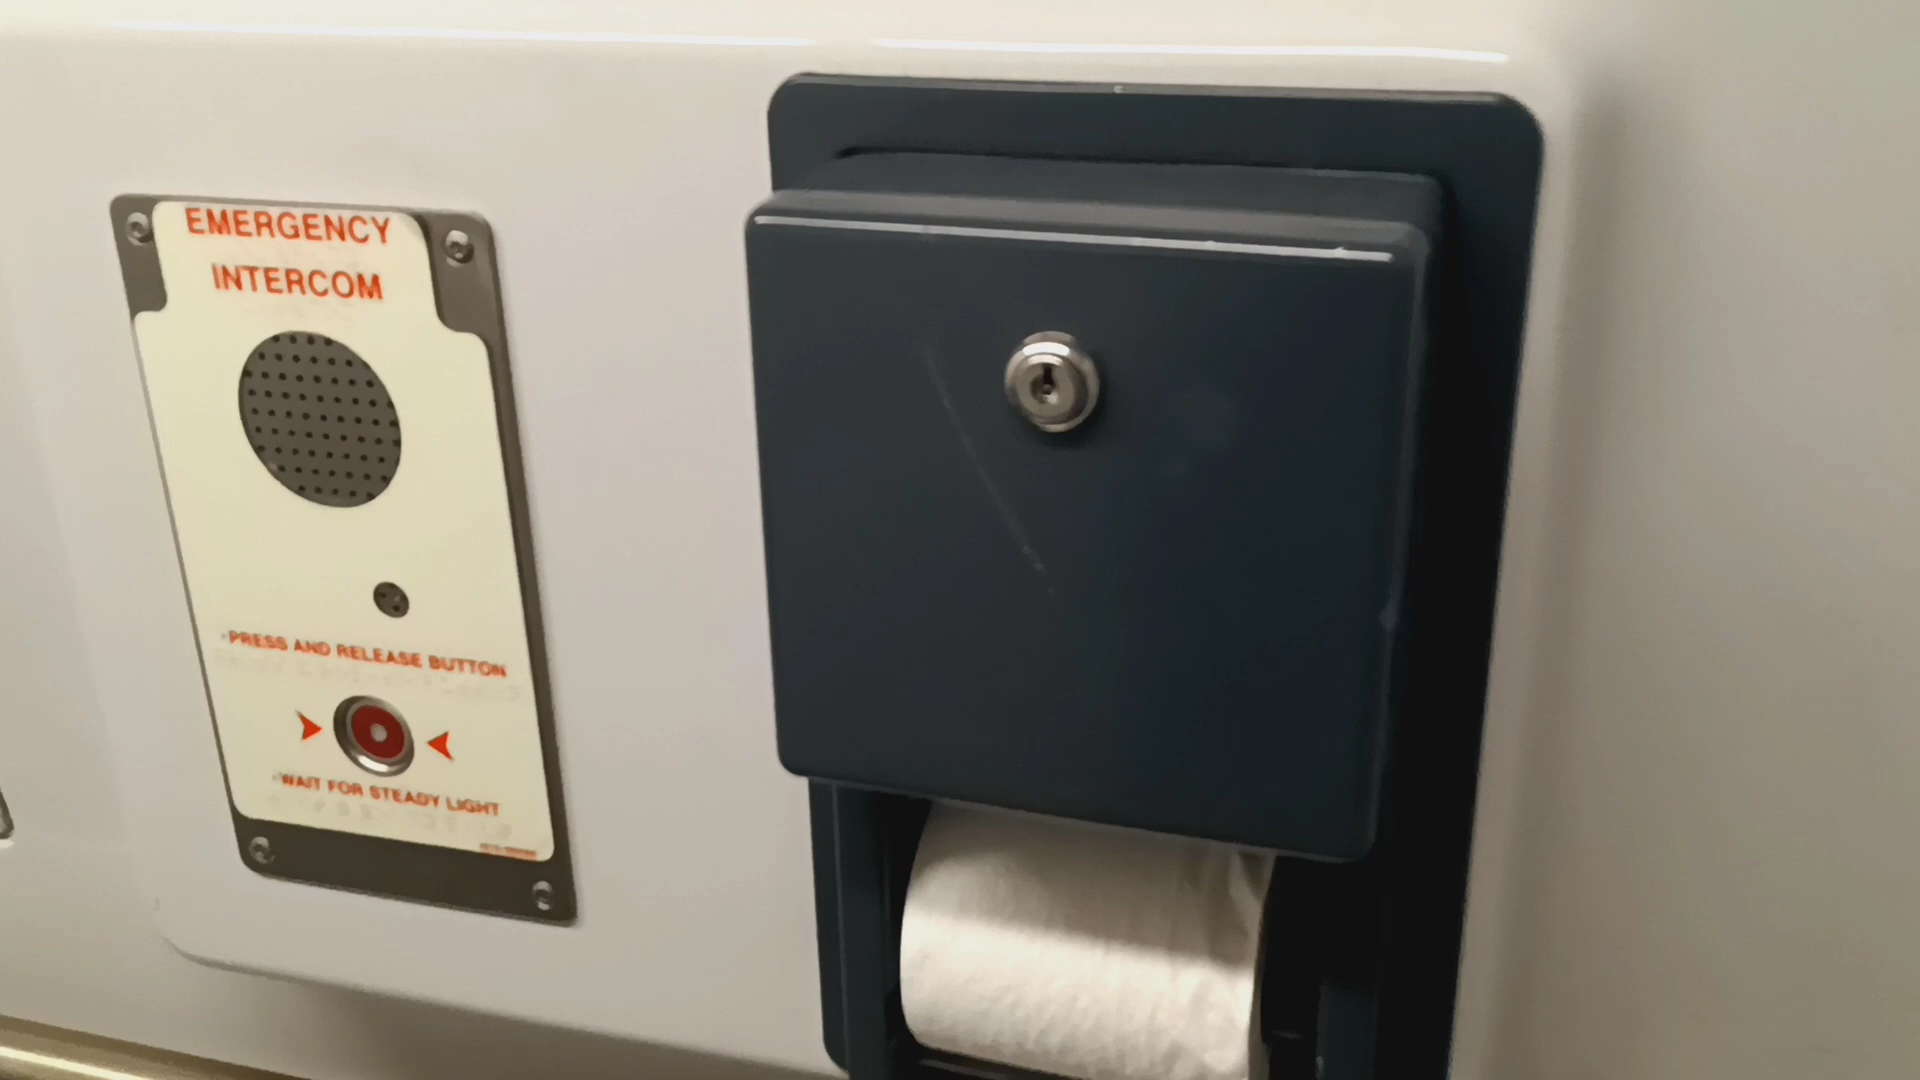 EMERGENCY
INTERCOM
PRESS AND RELEASE BUTTON
WAIT FOR STEADY LIGHT